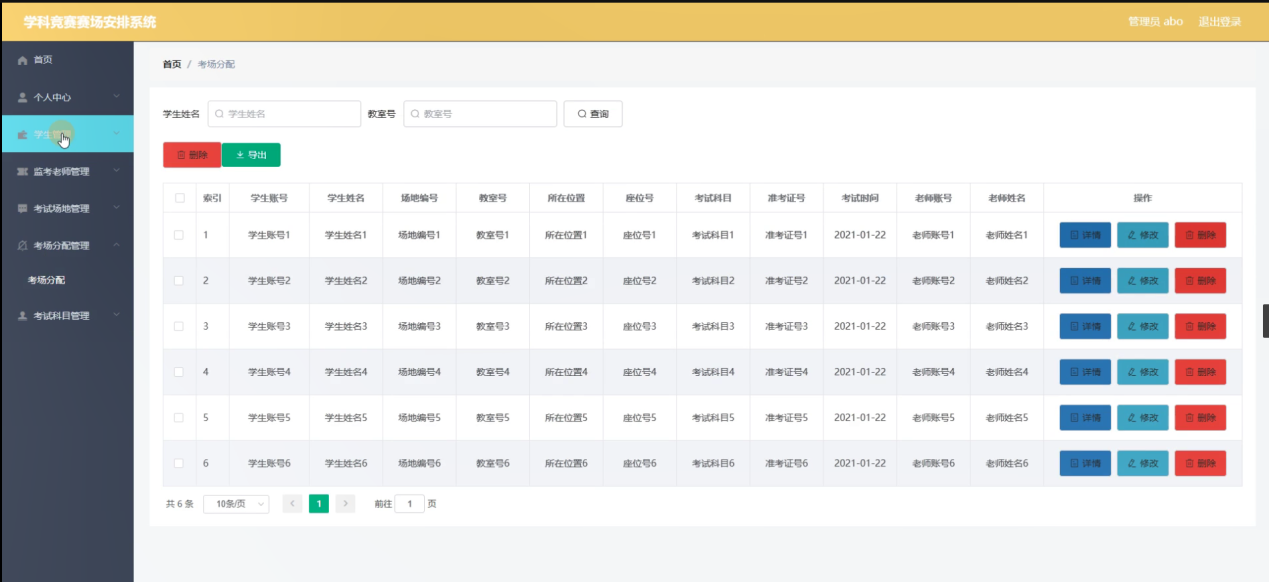 学科竞赛赛场安排系统
管理员 abo 退出登录
首页
个人中心
监考老师管理
考试场地管理
考场分配管理
考场分配
考试科目管理
首页 / 考场分配
学生姓名 学生姓名 教室号 教室号 查询
删除 导出
索引 学生账号 学生姓名 场地编号 教室号 所在位置 座位号 考试科目 准考证号 考试时间 老师账号 老师姓名 操作
1 学生账号1 学生姓名1 场地编号1 教室号1 所在位置1 座位号1 考试科目1 准考证号1 2021-01-22 老师账号1 老师姓名1 详情 修改 删除
2 学生账号2 学生姓名2 场地编号2 教室号2 所在位置2 座位号2 考试科目2 准考证号2 2021-01-22 老师账号2 老师姓名2 详情 修改 删除
3 学生账号3 学生姓名3 场地编号3 教室号3 所在位置3 座位号3 考试科目3 准考证号3 2021-01-22 老师账号3 老师姓名3 详情 修改 删除
4 学生账号4 学生姓名4 场地编号4 教室号4 所在位置4 座位号4 考试科目4 准考证号4 2021-01-22 老师账号4 老师姓名4 详情 修改 删除
5 学生账号5 学生姓名5 场地编号5 教室号5 所在位置5 座位号5 考试科目5 准考证号5 2021-01-22 老师账号5 老师姓名5 详情 修改 删除
6 学生账号6 学生姓名6 场地编号6 教室号6 所在位置6 座位号6 考试科目6 准考证号6 2021-01-22 老师账号6 老师姓名6 详情 修改 删除
共 6 条 10条/页 1 前往 1 页